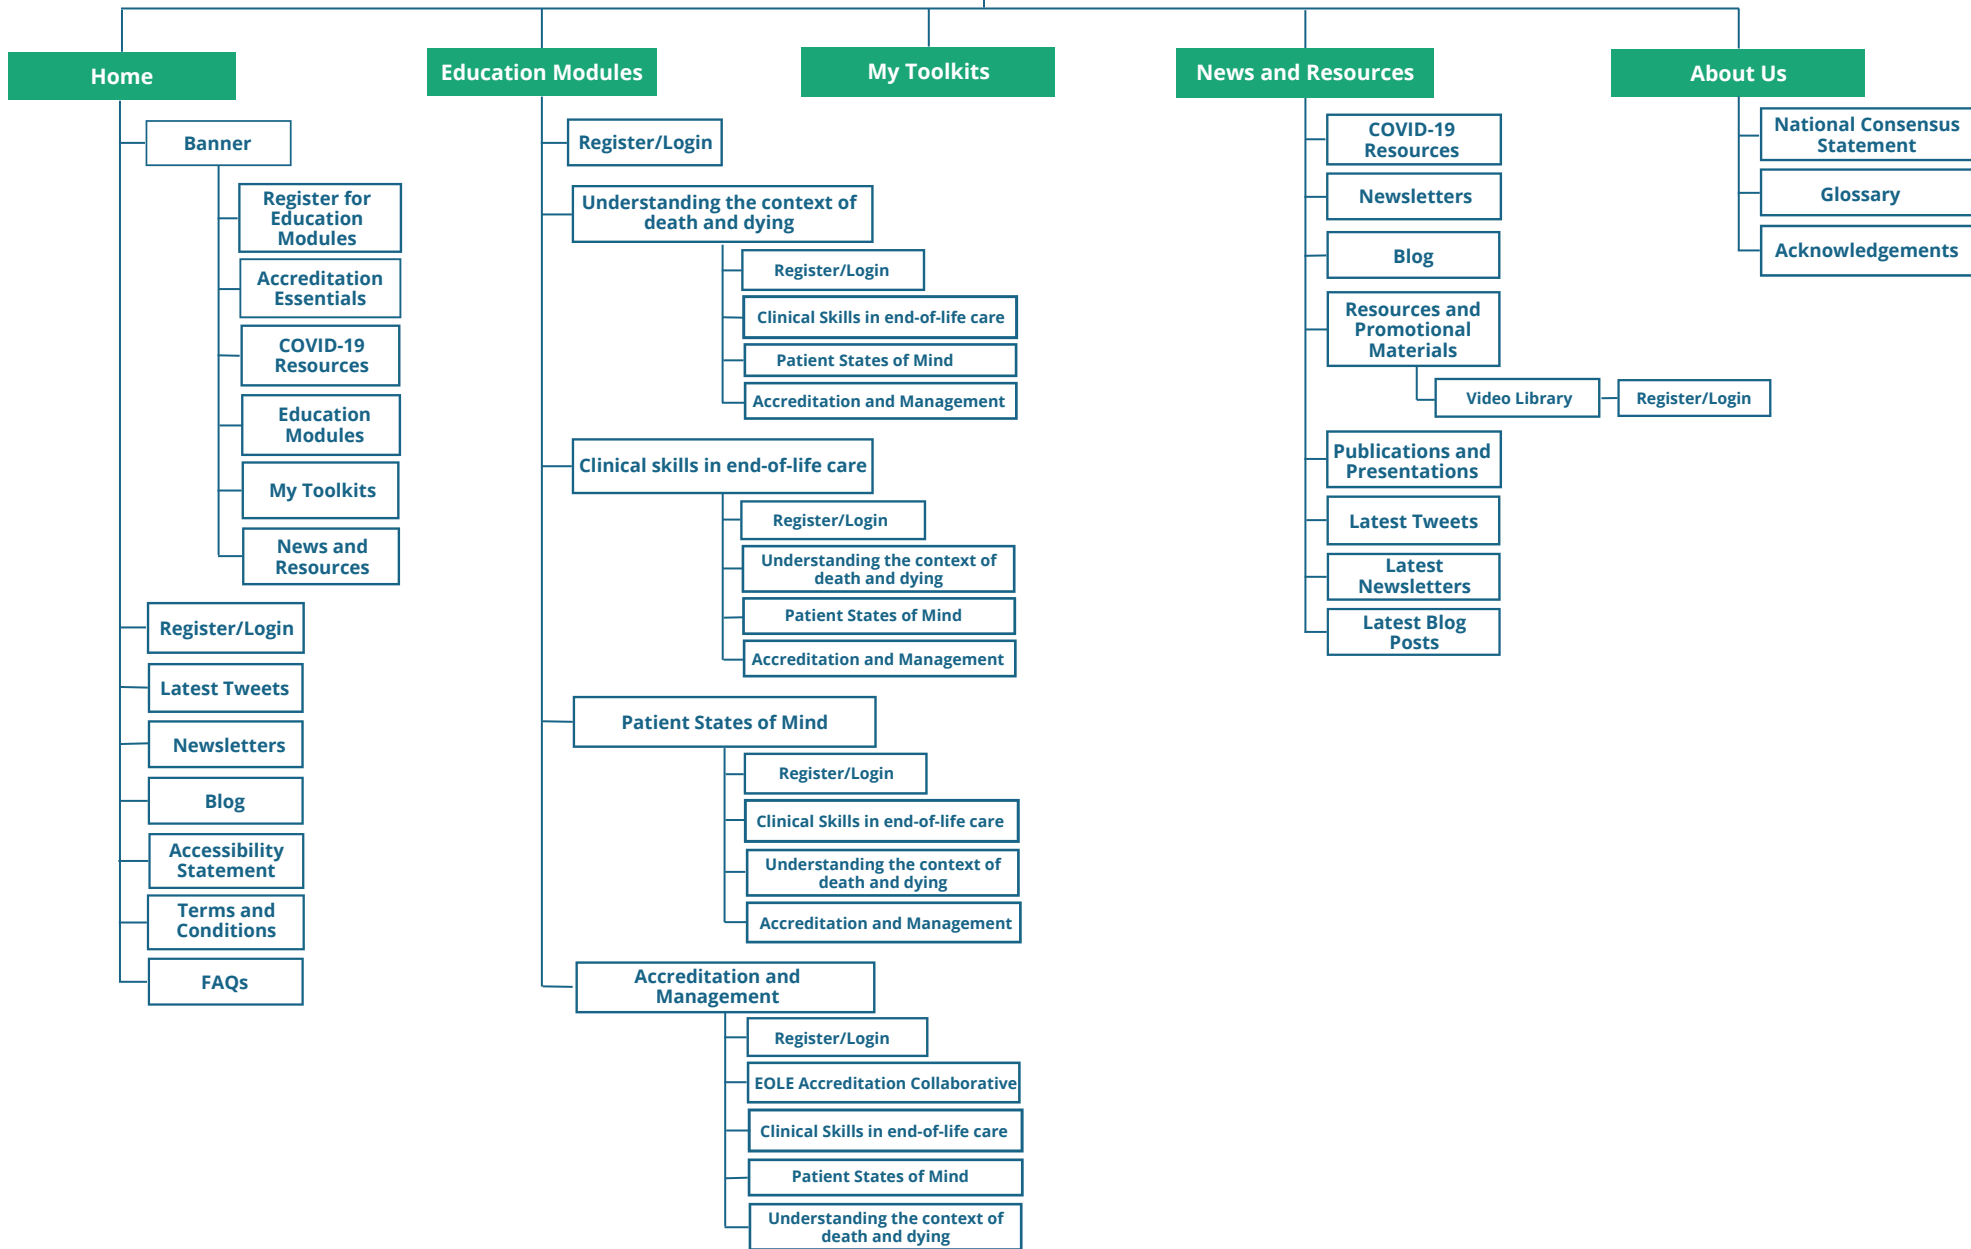 Home
Banner
Register for
Education
Modules
Accreditation
Essentials
COVID-19
Resources
Education
Modules
My Toolkits
News and
Resources
Register/Login
Latest Tweets
Newsletters
Blog
Accessibility
Statement
Terms and
Conditions
FAQs
Education Modules
Register/Login
Understanding the context of
death and dying
Register/Login
Clinical Skills in end-of-life care
Patient States of Mind
Accreditation and Management
Clinical skills in end-of-life care
Register/Login
Understanding the context of
death and dying
Patient States of Mind
Accreditation and Management
Patient States of Mind
Register/Login
Clinical Skills in end-of-life care
Understanding the context of
death and dying
Accreditation and Management
Accreditation and
Management
Register/Login
EOLE Accreditation Collaborative
Clinical Skills in end-of-life care
Patient States of Mind
Understanding the context of
death and dying
My Toolkits
News and Resources
COVID-19
Resources
Newsletters
Blog
Resources and
Promotional
Materials
Video Library
Register/Login
Publications and
Presentations
Latest Tweets
Latest
Newsletters
Latest Blog
Posts
About Us
National Consensus
Statement
Glossary
Acknowledgements